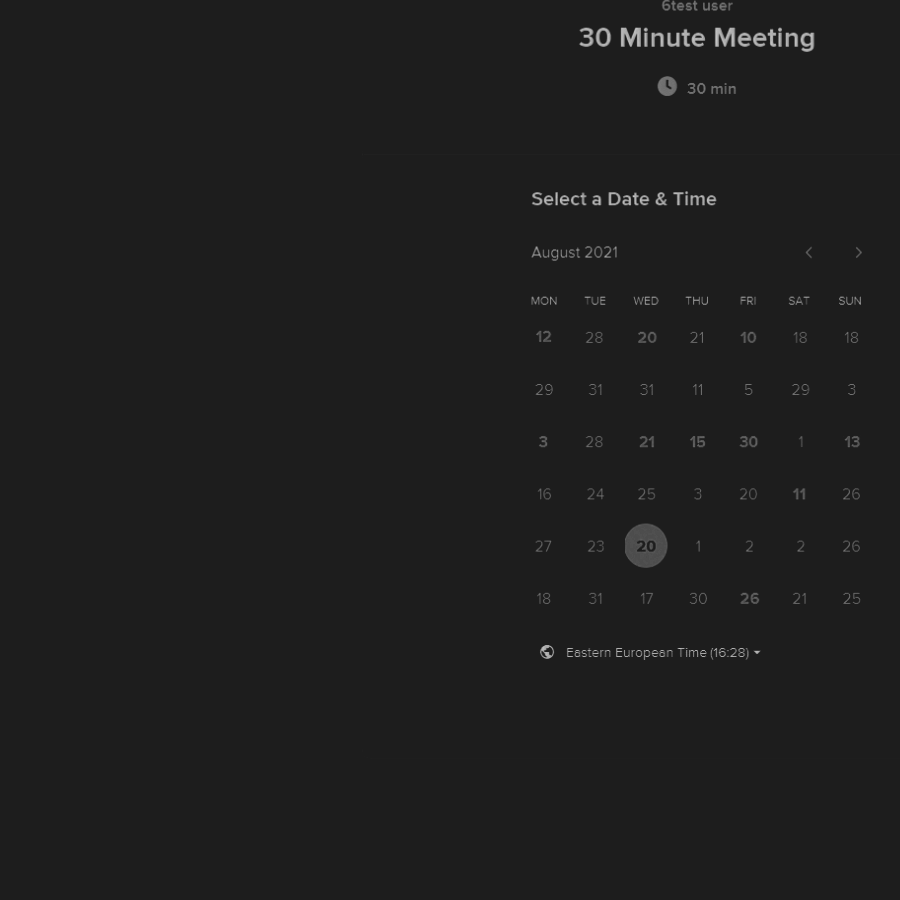 6test user
30 Minute Meeting
30 min
Select a Date & Time
August 2021
MON TUE WED THU FRI SAT SUN
12 28 20 21 10 18 18
29 31 31 11 5 29 3
3 28 21 15 30 1 13
16 24 25 3 20 11 26
27 23 20 1 2 2 26
18 31 17 30 26 21 25
Eastern European Time (16:28)